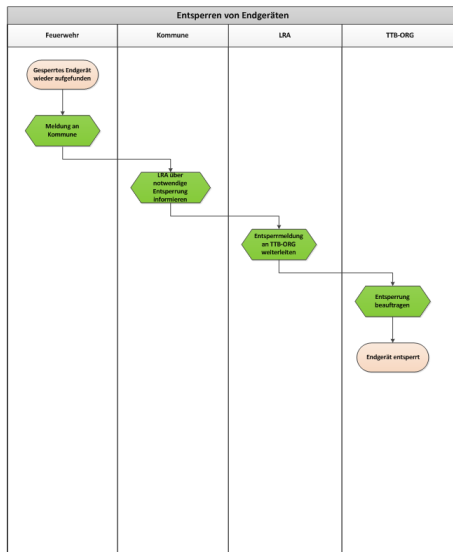 Entsperren von Endgeräten
Feuerwehr
Kommune
LRA
TTB-ORG
Gesperrtes Endgerät
wieder aufgefunden
Meldung an
Kommune
LRA über
notwendige
Entsperrung
informieren
Entsperrmeldung
an TTB-ORG
weiterleiten
Entsperrung
beauftragen
Endgerät entsperrt